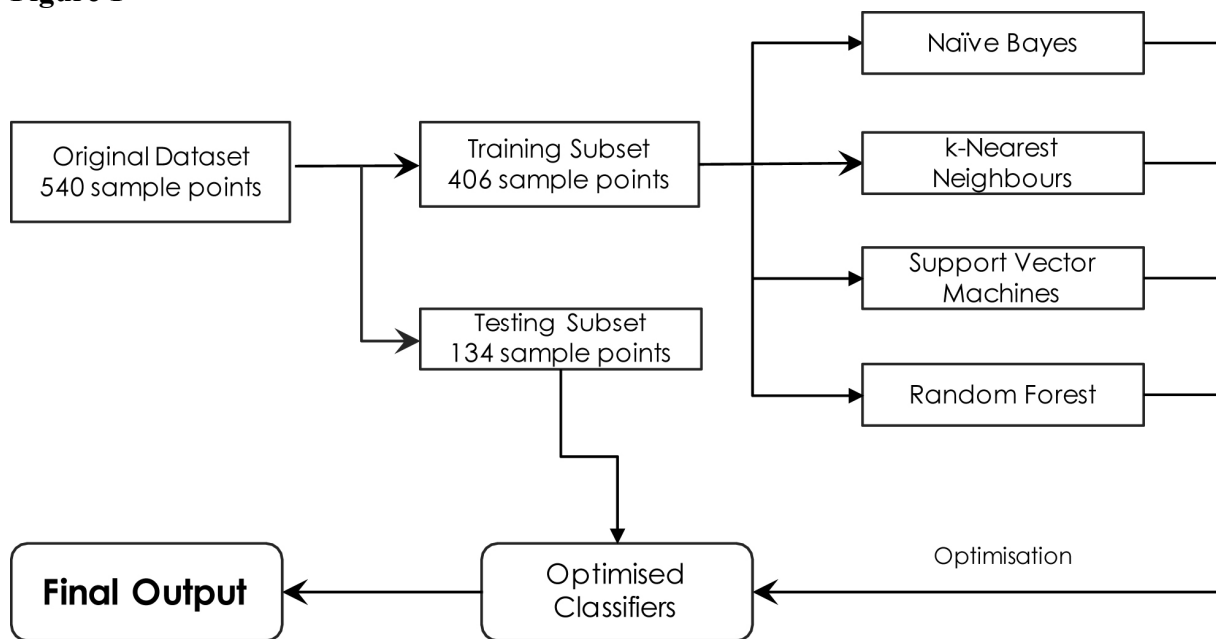 Naïve Bayes
Original Dataset
540 sample points
Training Subset
406 sample points
k-Nearest
Neighbours
Support Vector
Machines
Testing Subset
134 sample points
Random Forest
Optimisation
Final Output
Optimised
Classifiers